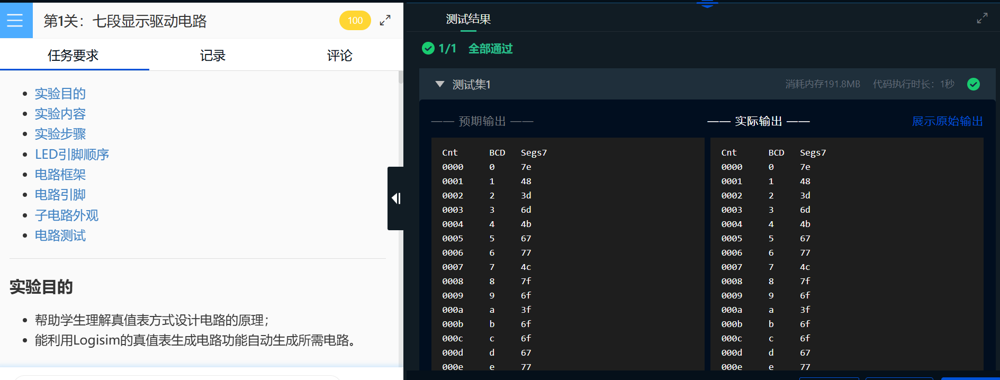 第1关：七段显示驱动电路
100
任务要求 记录 评论
实验目的
实验内容
实验步骤
LED引脚顺序
电路框架
电路引脚
子电路外观
电路测试
实验目的
帮助学生理解真值表方式设计电路的原理；
能利用Logisim的真值表生成电路功能自动生成所需电路。
测试结果
1/1 全部通过
测试集1 消耗内存191.8MB 代码执行时长：1秒
—— 预期输出 ——
Cnt BCD Segs7
0000 0 7e
0001 1 48
0002 2 3d
0003 3 6d
0004 4 4b
0005 5 67
0006 6 77
0007 7 4c
0008 8 7f
0009 9 6f
000a a 3f
000b b 6f
000c c 6f
000d d 67
000e e 77
—— 实际输出 —— 展示原始输出
Cnt BCD Segs7
0000 0 7e
0001 1 48
0002 2 3d
0003 3 6d
0004 4 4b
0005 5 67
0006 6 77
0007 7 4c
0008 8 7f
0009 9 6f
000a a 3f
000b b 6f
000c c 6f
000d d 67
000e e 77